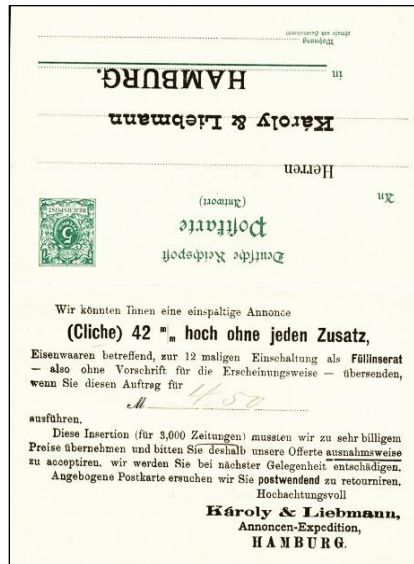 Deutsche Reichspost
Postkarte
(Antwort)
An
Herren
Károly & Liebmann
in HAMBURG.
Wohnung
REICHSPOST
5
Wir könnten Ihnen eine einspaltige Annonce
(Cliche) 42 m/m hoch ohne jeden Zusatz,
Eisenwaaren betreffend, zur 12 maligen Einschaltung als Füllinserat
— also ohne Vorschrift für die Erscheinungsweise — übersenden,
wenn Sie diesen Auftrag für
M 4 50
ausführen.
Diese Insertion (für 3,000 Zeitungen) mussten wir zu sehr billigem
Preise übernehmen und bitten Sie deshalb unsere Offerte ausnahmsweise
zu acceptiren, wir werden Sie bei nächster Gelegenheit entschädigen.
Angebogene Postkarte ersuchen wir Sie postwendend zu retourniren.
Hochachtungsvoll
Károly & Liebmann,
Annoncen-Expedition,
HAMBURG.